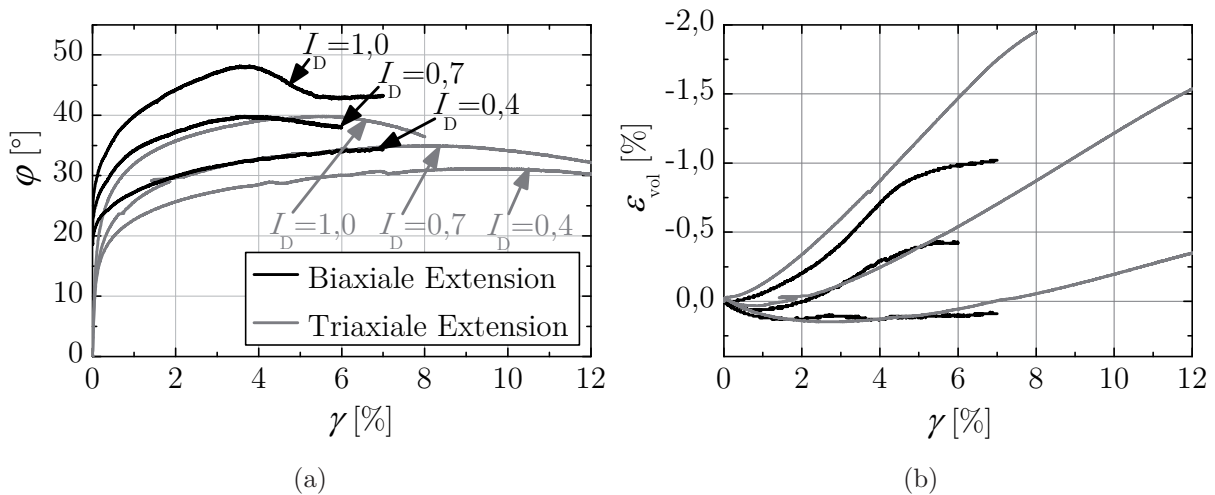 50
40
30
20
10
0
φ [°]
I_D=1,0
I_D=0,7
I_D=0,4
I_D=1,0 I_D=0,7 I_D=0,4
Biaxiale Extension
Triaxiale Extension
0 2 4 6 8 10 12
γ [%]
(a)
-2,0
-1,5
-1,0
-0,5
0,0
ε_vol [%]
0 2 4 6 8 10 12
γ [%]
(b)